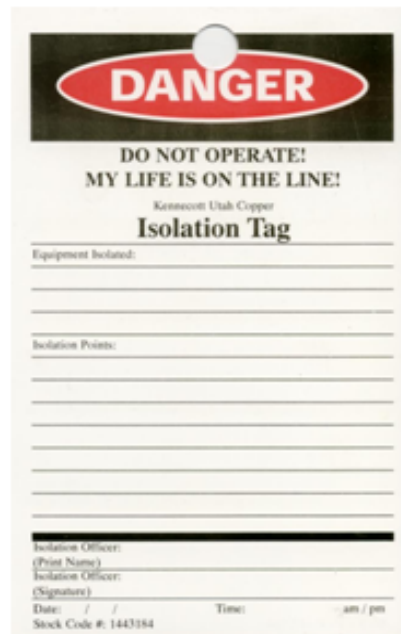 DANGER
DO NOT OPERATE!
MY LIFE IS ON THE LINE!
Kennecott Utah Copper
Isolation Tag
Equipment Isolated:
Isolation Points:
Isolation Officer:
(Print Name)
Isolation Officer:
(Signature)
Date: / / Time: am / pm
Stock Code #: 1443184